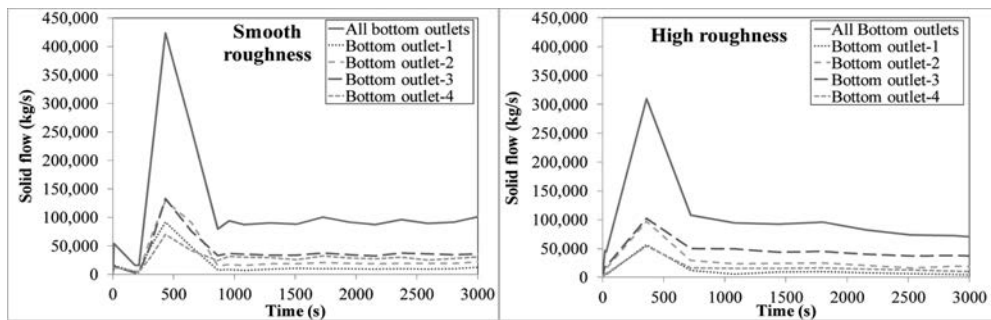 450,000
400,000
350,000
300,000
250,000
200,000
150,000
100,000
50,000
0
Solid flow (kg/s)
Smooth
roughness
All bottom outlets
Bottom outlet-1
Bottom outlet-2
Bottom outlet-3
Bottom outlet-4
0 500 1000 1500 2000 2500 3000
Time (s)
450,000
400,000
350,000
300,000
250,000
200,000
150,000
100,000
50,000
0
Solid flow (kg/s)
High roughness
All Bottom outlets
Bottom outlet-1
Bottom outlet-2
Bottom outlet-3
Bottom outlet-4
0 500 1000 1500 2000 2500 3000
Time (s)